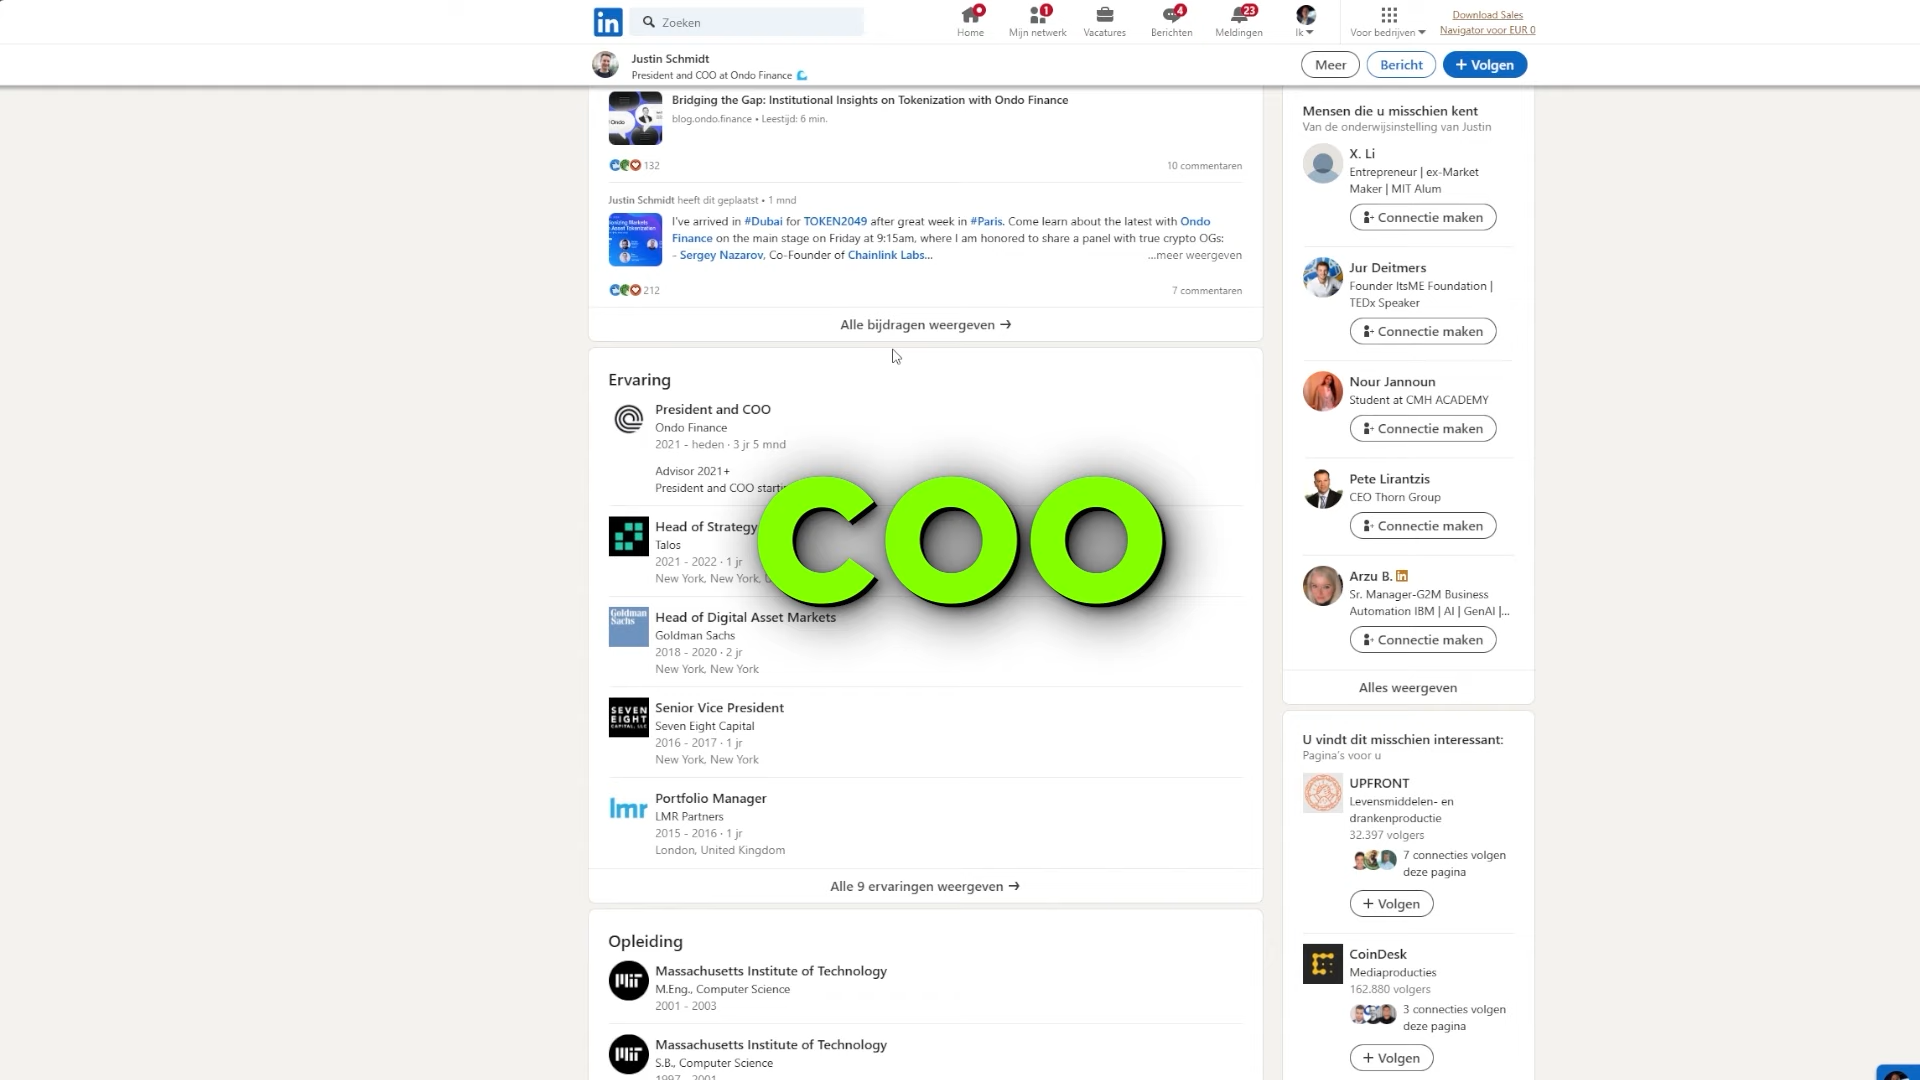 Zoeken
Home
Mijn netwerk
1
Vacatures
Berichten
4
Meldingen
23
Ik
Voor bedrijven
Download Sales
Navigator voor EUR 0
Justin Schmidt
President and COO at Ondo Finance
Meer
Bericht
+ Volgen
Bridging the Gap: Institutional Insights on Tokenization with Ondo Finance
blog.ondo.finance • Leestijd: 6 min.
132
10 commentaren
Justin Schmidt heeft dit geplaatst • 1 mnd
I've arrived in #Dubai for TOKEN2049 after great week in #Paris. Come learn about the latest with Ondo
Finance on the main stage on Friday at 9:15am, where I am honored to share a panel with true crypto OGs:
- Sergey Nazarov, Co-Founder of Chainlink Labs...
...meer weergeven
212
7 commentaren
Alle bijdragen weergeven →
Ervaring
President and COO
Ondo Finance
2021 - heden · 3 jr 5 mnd
Advisor 2021+
President and COO starti
COO
Head of Strategy
Talos
2021 - 2022 · 1 jr
New York, New York,
Goldman
Sachs
Head of Digital Asset Markets
Goldman Sachs
2018 - 2020 · 2 jr
New York, New York
SEVEN
EIGHT
CAPITAL, LLC
Senior Vice President
Seven Eight Capital
2016 - 2017 · 1 jr
New York, New York
lmr
Portfolio Manager
LMR Partners
2015 - 2016 · 1 jr
London, United Kingdom
Alle 9 ervaringen weergeven →
Opleiding
Massachusetts Institute of Technology
M.Eng., Computer Science
2001 - 2003
Massachusetts Institute of Technology
S.B., Computer Science
1997 - 2001
Mensen die u misschien kent
Van de onderwijsinstelling van Justin
X. Li
Entrepreneur | ex-Market
Maker | MIT Alum
Connectie maken
Jur Deitmers
Founder ItsME Foundation |
TEDx Speaker
Connectie maken
Nour Jannoun
Student at CMH ACADEMY
Connectie maken
Pete Lirantzis
CEO Thorn Group
Connectie maken
Arzu B.
Sr. Manager-G2M Business
Automation IBM | AI | GenAI |...
Connectie maken
Alles weergeven
U vindt dit misschien interessant:
Pagina's voor u
UPFRONT
Levensmiddelen- en
drankenproductie
32.397 volgers
7 connecties volgen
deze pagina
+ Volgen
CoinDesk
Mediaproducties
162.880 volgers
3 connecties volgen
deze pagina
+ Volgen